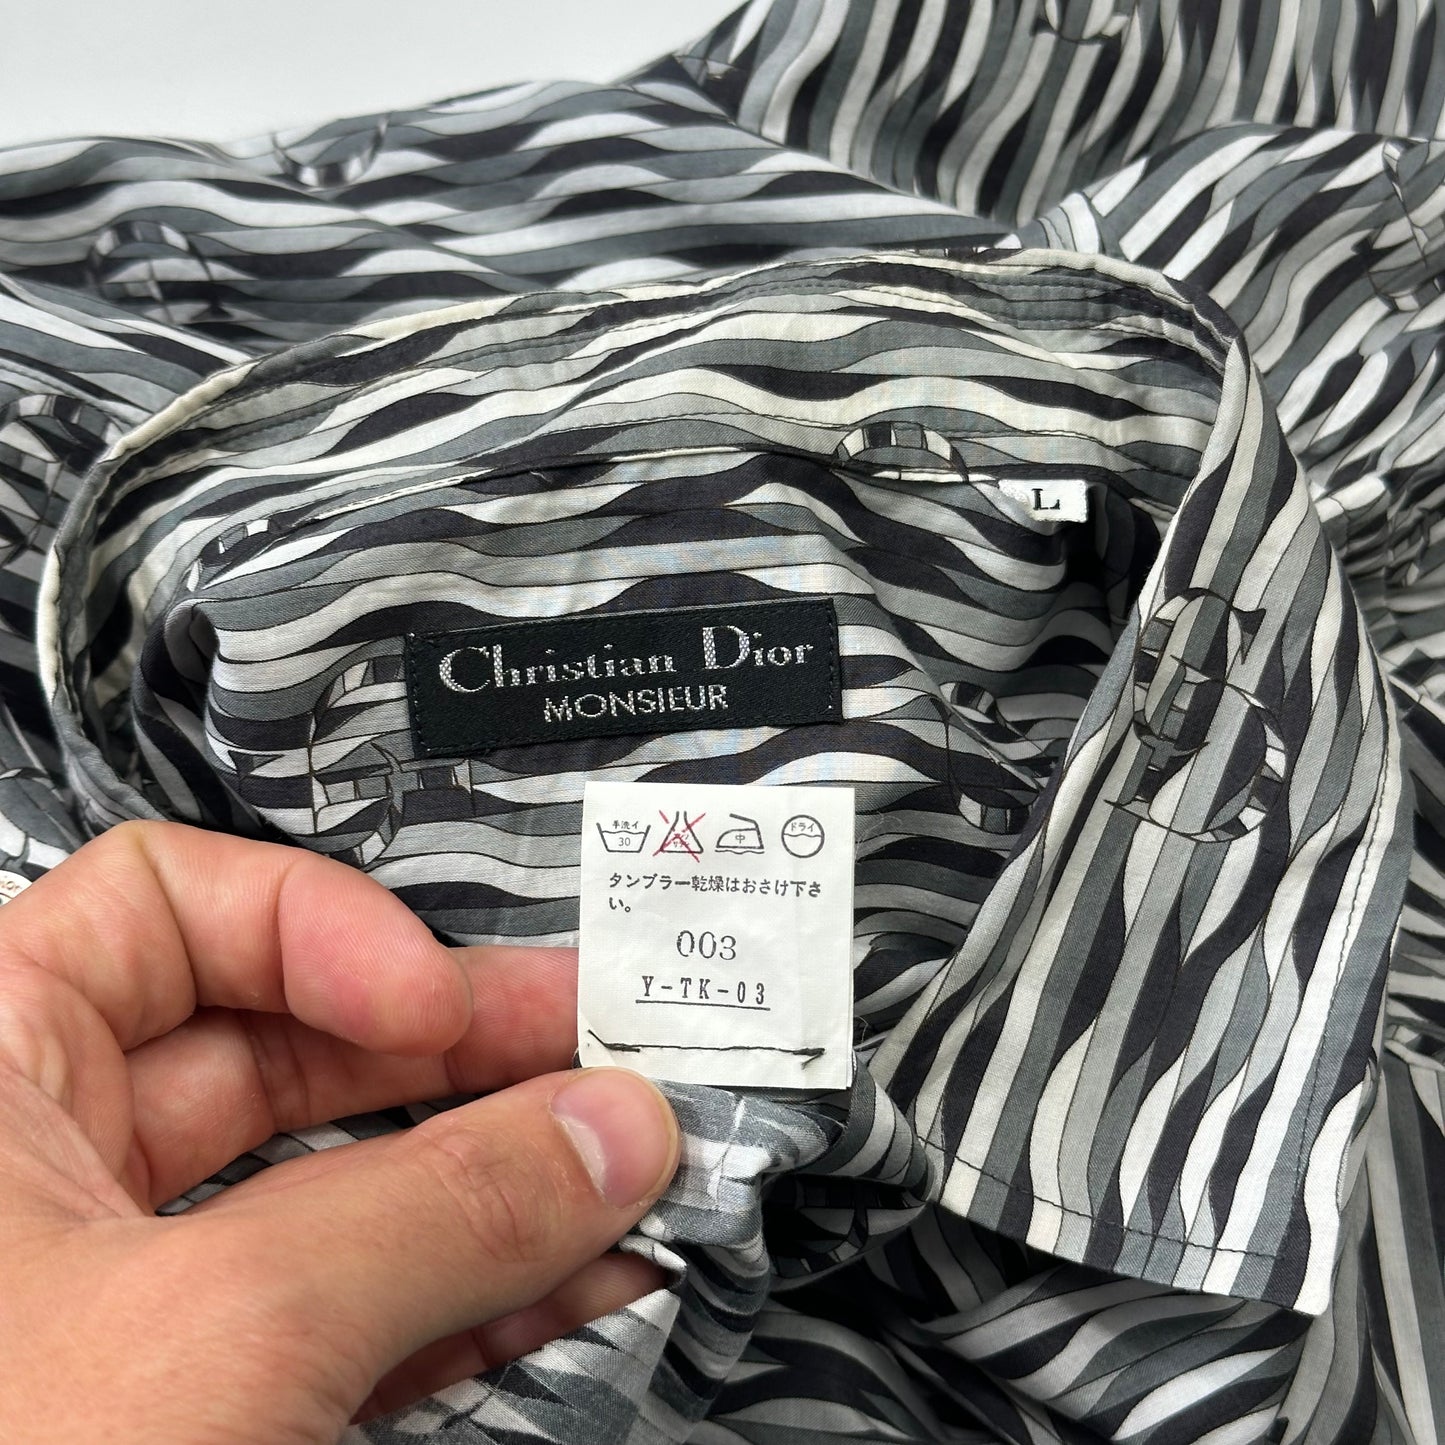 L
Christian Dior
MONSIEUR
手洗イ
30
中
ドライ
タンブラー乾燥はおさけ下さ
い。
003
Y-TK-03